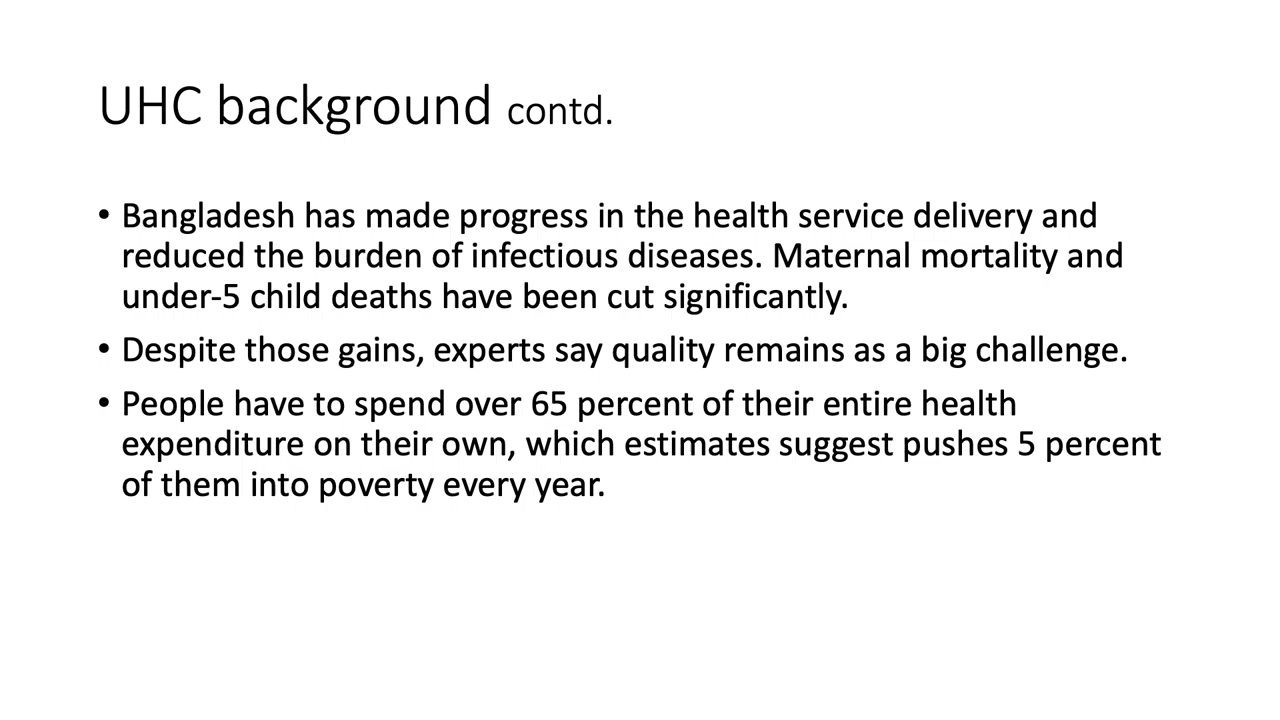 UHC background contd.
• Bangladesh has made progress in the health service delivery and
reduced the burden of infectious diseases. Maternal mortality and
under-5 child deaths have been cut significantly.
• Despite those gains, experts say quality remains as a big challenge.
• People have to spend over 65 percent of their entire health
expenditure on their own, which estimates suggest pushes 5 percent
of them into poverty every year.